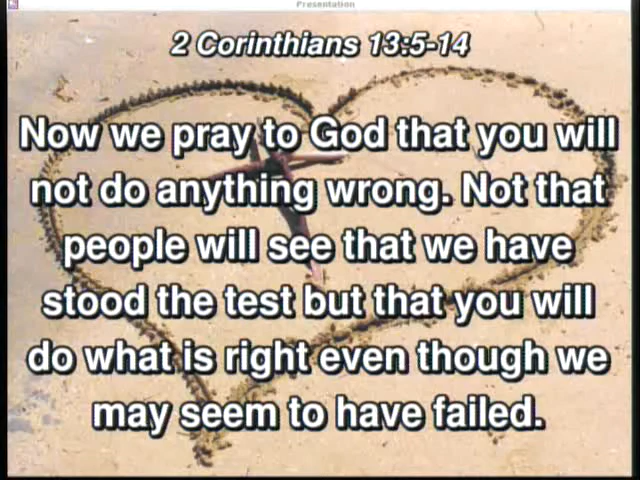 Presentation
2 Corinthians 13:5-14
Now we pray to God that you will
not do anything wrong. Not that
people will see that we have
stood the test but that you will
do what is right even though we
may seem to have failed.